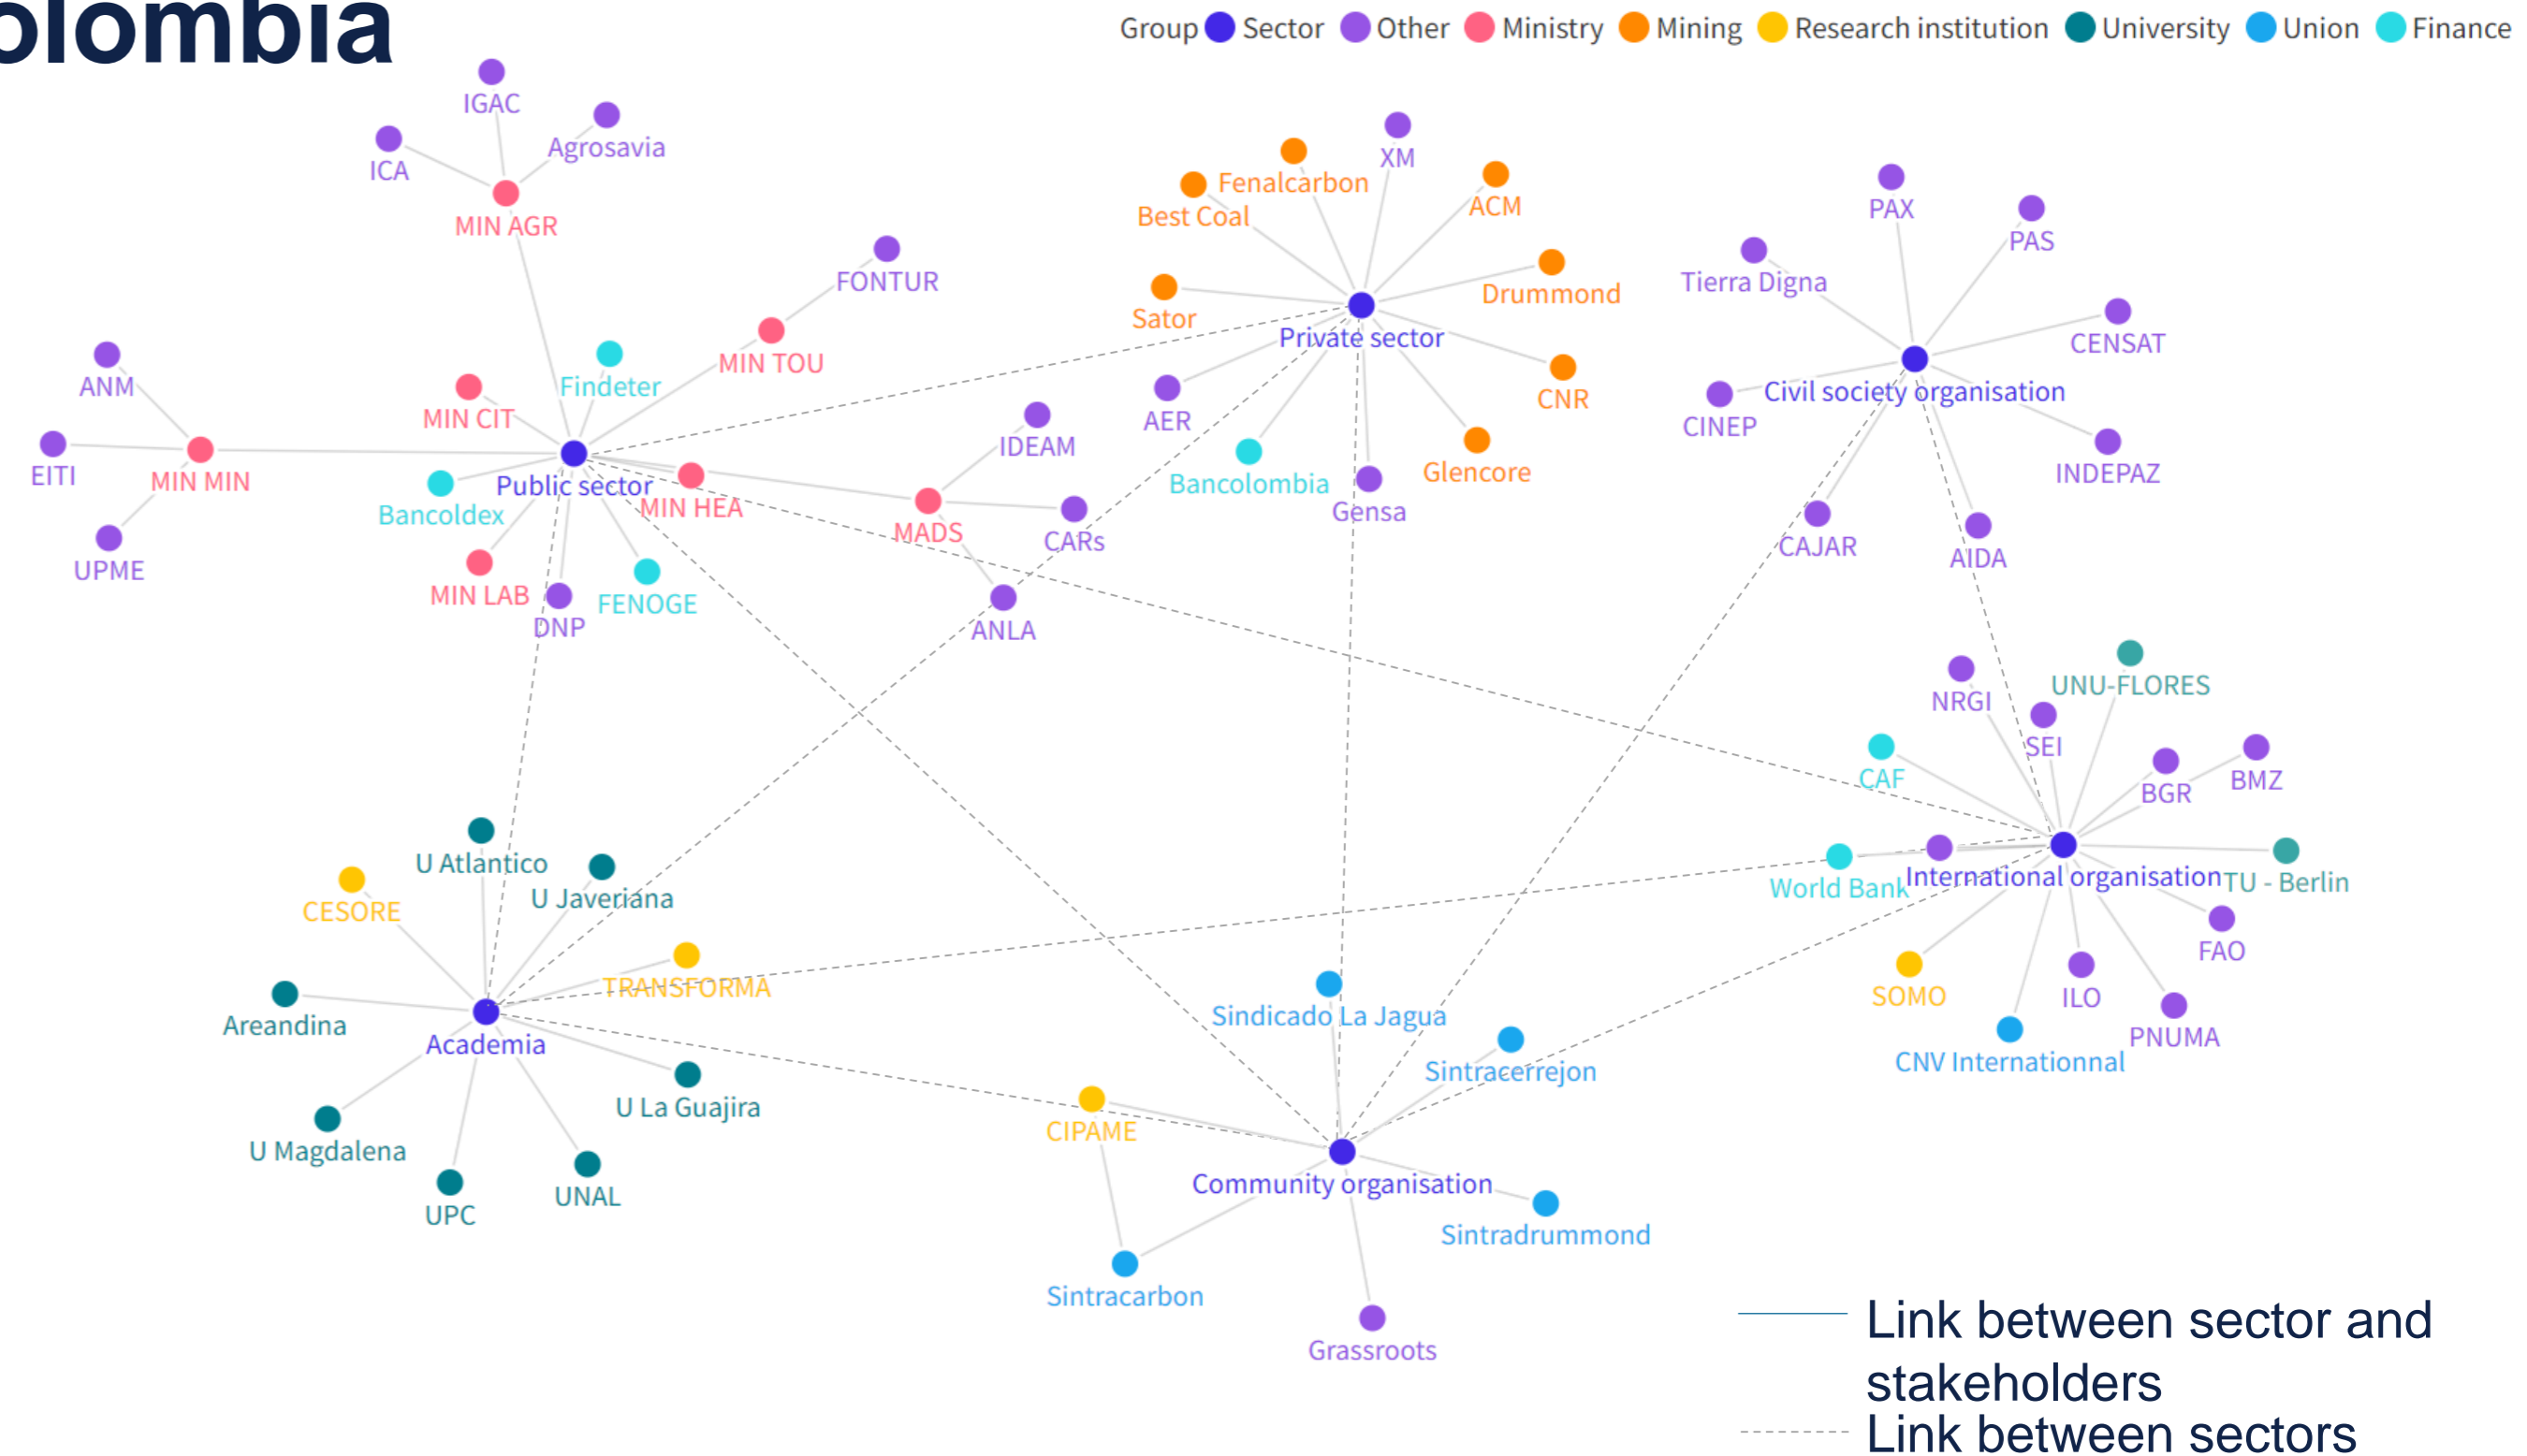 olombia
Group Sector Other Ministry Mining Research institution University Union Finance
IGAC
Agrosavia
ICA
MIN AGR
FONTUR
MIN TOU
Findeter
MIN CIT
ANM
EITI
MIN MIN
UPME
Bancoldex
Public sector
MIN HEA
MIN LAB
DNP
FENOGE
IDEAM
MADS
CARs
ANLA
XM
Fenalcarbon
Best Coal
ACM
Drummond
Sator
Private sector
CNR
AER
Bancolombia
Glencore
Gensa
PAX
PAS
Tierra Digna
CENSAT
Civil society organisation
CINEP
INDEPAZ
CAJAR
AIDA
UNU-FLORES
NRGI
SEI
CAF
BGR
BMZ
World Bank
International organisation
TU - Berlin
FAO
SOMO
ILO
PNUMA
CNV Internationnal
U Atlantico
U Javeriana
CESORE
TRANSFORMA
Areandina
Academia
U La Guajira
U Magdalena
UNAL
UPC
Sindicado La Jagua
Sintracerrejon
CIPAME
Community organisation
Sintradrummond
Sintracarbon
Grassroots
Link between sector and
stakeholders
Link between sectors